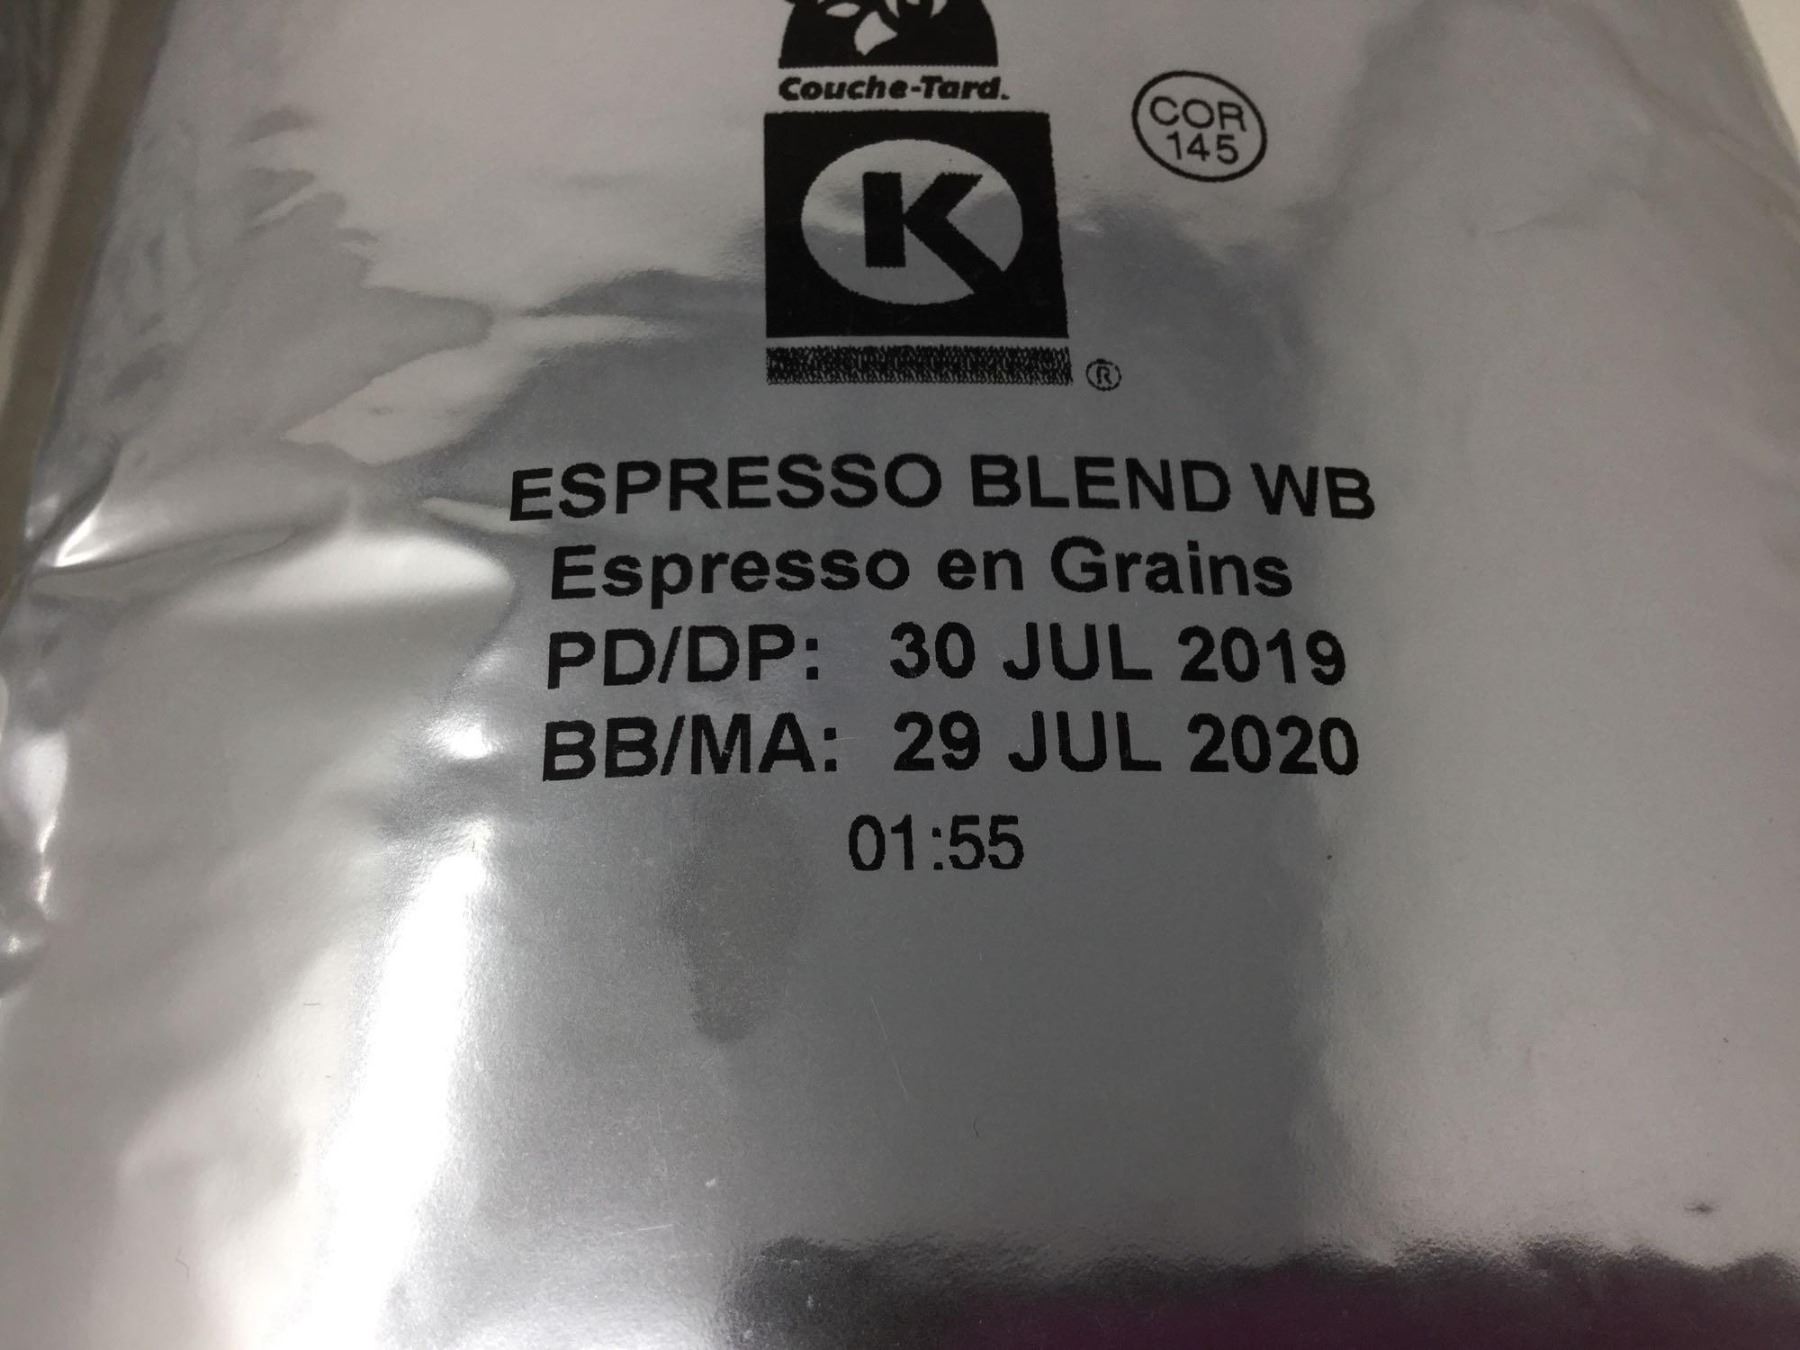 Couche-Tard.
COR
145
K
®
ESPRESSO BLEND WB
Espresso en Grains
PD/DP: 30 JUL 2019
BB/MA: 29 JUL 2020
01:55